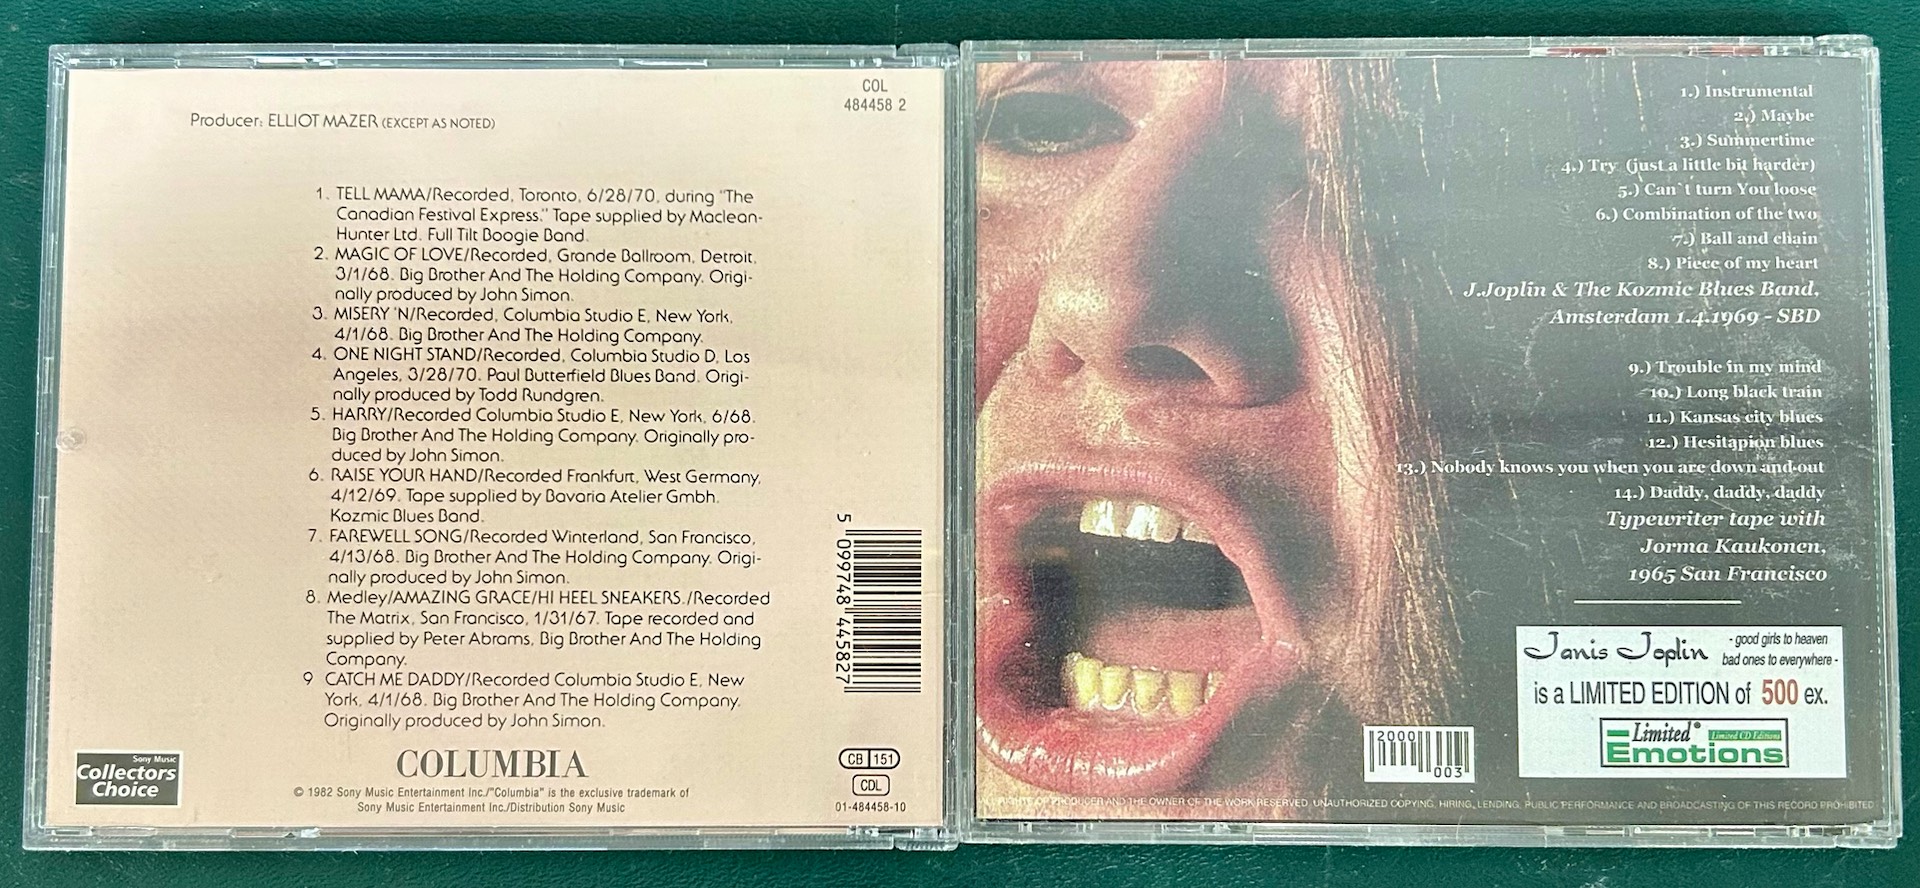 COL
484458 2
Producer: ELLIOT MAZER (EXCEPT AS NOTED)
1. TELL MAMA/Recorded, Toronto, 6/28/70, during "The
Canadian Festival Express." Tape supplied by Maclean-
Hunter Ltd. Full Tilt Boogie Band.
2. MAGIC OF LOVE/Recorded, Grande Ballroom, Detroit,
3/1/68. Big Brother And The Holding Company. Origi-
nally produced by John Simon.
3. MISERY 'N/Recorded, Columbia Studio E, New York,
4/1/68. Big Brother And The Holding Company.
4. ONE NIGHT STAND/Recorded, Columbia Studio D, Los
Angeles, 3/28/70. Paul Butterfield Blues Band. Origi-
nally produced by Todd Rundgren.
5. HARRY/Recorded Columbia Studio E, New York, 6/68.
Big Brother And The Holding Company. Originally pro-
duced by John Simon.
6. RAISE YOUR HAND/Recorded Frankfurt, West Germany,
4/12/69. Tape supplied by Bavaria Atelier Gmbh.
Kozmic Blues Band.
7. FAREWELL SONG/Recorded Winterland, San Francisco,
4/13/68. Big Brother And The Holding Company. Origi-
nally produced by John Simon.
8. Medley/AMAZING GRACE/HI HEEL SNEAKERS./Recorded
The Matrix, San Francisco, 1/31/67. Tape recorded and
supplied by Peter Abrams, Big Brother And The Holding
Company.
9 CATCH ME DADDY/Recorded Columbia Studio E, New
York, 4/1/68. Big Brother And The Holding Company.
Originally produced by John Simon.
5 099748 445827
Sony Music
Collectors
Choice
COLUMBIA
© 1982 Sony Music Entertainment Inc./"Columbia" is the exclusive trademark of
Sony Music Entertainment Inc./Distribution Sony Music
CB 151
CDL
01-484458-10
1.) Instrumental
2.) Maybe
3.) Summertime
4.) Try (just a little bit harder)
5.) Can`t turn You loose
6.) Combination of the two
7.) Ball and chain
8.) Piece of my heart
J.Joplin & The Kozmic Blues Band,
Amsterdam 1.4.1969 - SBD
9.) Trouble in my mind
10.) Long black train
11.) Kansas city blues
12.) Hesitapion blues
13.) Nobody knows you when you are down and out
14.) Daddy, daddy, daddy
Typewriter tape with
Jorma Kaukonen,
1965 San Francisco
Janis Joplin - good girls to heaven
bad ones to everywhere -
is a LIMITED EDITION of 500 ex.
Limited® Limited CD Editions
Emotions
2000
003
ALL RIGHTS OF PRODUCER AND THE OWNER OF THE WORK RESERVED. UNAUTHORIZED COPYING, HIRING, LENDING, PUBLIC PERFORMANCE AND BROADCASTING OF THIS RECORD PROHIBITED